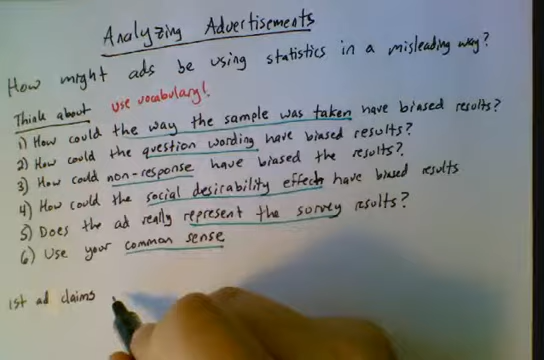 Analyzing Advertisements
How might ads be using statistics in a misleading way?
Think about use vocabulary!
1) How could the way the sample was taken have biased results?
2) How could the question wording have biased results?
3) How could non-response have biased the results?
4) How could the social desirability effect have biased results
5) Does the ad really represent the survey results?
6) Use your common sense
1st ad claims